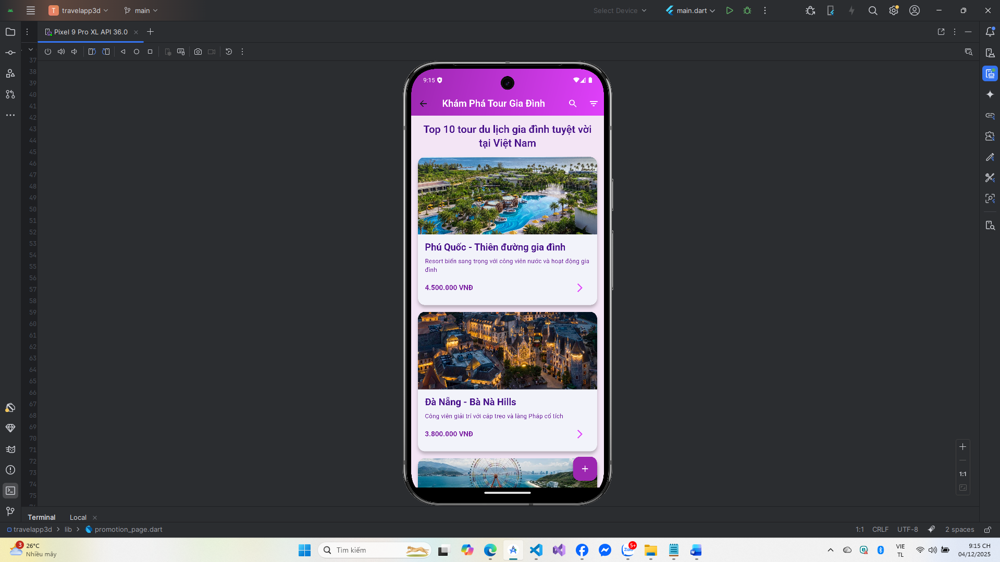 T travelapp3d main Select Device main.dart
Pixel 9 Pro XL API 36.0
37
38
39
40
41
42
43
44
45
46
47
48
49
50
51
52
53
54
55
56
57
58
59
60
61
62
63
64
65
66
67
68
69
70
71
72
73
74
75
9:15
Khám Phá Tour Gia Đình
Top 10 tour du lịch gia đình tuyệt vời
tại Việt Nam
Phú Quốc - Thiên đường gia đình
Resort biển sang trọng với công viên nước và hoạt động gia
đình
4.500.000 VNĐ
Đà Nẵng - Bà Nà Hills
Công viên giải trí với cáp treo và làng Pháp cổ tích
3.800.000 VNĐ
1:1
Terminal Local
travelapp3d lib promotion_page.dart 1:1 CRLF UTF-8 2 spaces
3
26°C
Nhiều mây
Tìm kiếm
Zalo
5+
VIE
TL
9:15 CH
04/12/2025